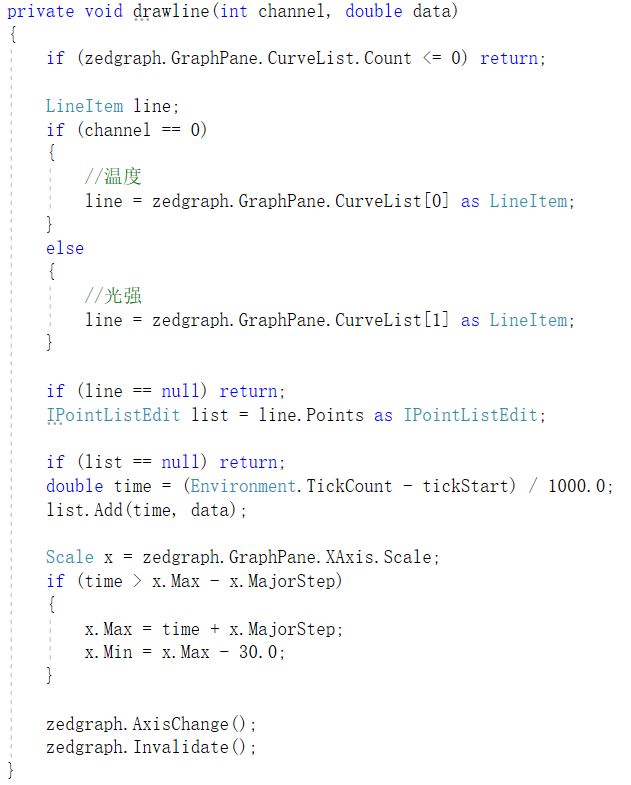 private void drawline(int channel, double data)
{
if (zedgraph.GraphPane.CurveList.Count <= 0) return;
LineItem line;
if (channel == 0)
{
//温度
line = zedgraph.GraphPane.CurveList[0] as LineItem;
}
else
{
//光强
line = zedgraph.GraphPane.CurveList[1] as LineItem;
}
if (line == null) return;
IPointListEdit list = line.Points as IPointListEdit;
if (list == null) return;
double time = (Environment.TickCount - tickStart) / 1000.0;
list.Add(time, data);
Scale x = zedgraph.GraphPane.XAxis.Scale;
if (time > x.Max - x.MajorStep)
{
x.Max = time + x.MajorStep;
x.Min = x.Max - 30.0;
}
zedgraph.AxisChange();
zedgraph.Invalidate();
}